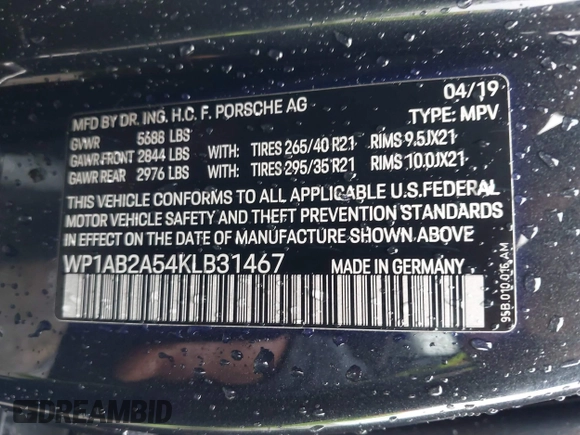 MFD BY DR. ING. H.C. F. PORSCHE AG 04/19
GVWR 5688 LBS TYPE: MPV
GAWR FRONT 2844 LBS WITH: TIRES 265/40 R21 RIMS 9.5JX21
GAWR REAR 2976 LBS WITH: TIRES 295/35 R21 RIMS 10.0JX21
THIS VEHICLE CONFORMS TO ALL APPLICABLE U.S.FEDERAL
MOTOR VEHICLE SAFETY AND THEFT PREVENTION STANDARDS
IN EFFECT ON THE DATE OF MANUFACTURE SHOWN ABOVE
WP1AB2A54KLB31467 MADE IN GERMANY
95B.010.016.AM
DREAMBID